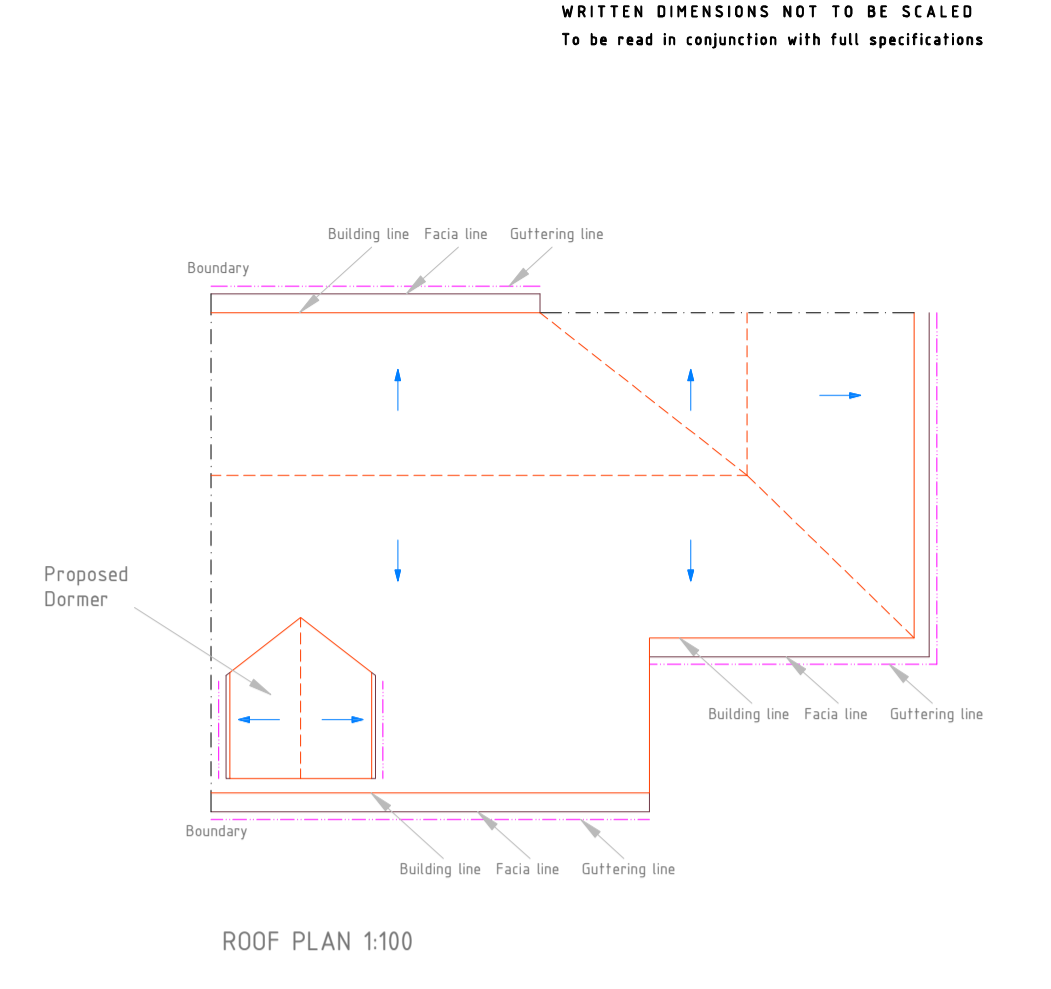 WRITTEN DIMENSIONS NOT TO BE SCALED
To be read in conjunction with full specifications
Building line Facia line Guttering line
Boundary
Proposed
Dormer
Building line Facia line Guttering line
Boundary
Building line Facia line Guttering line
ROOF PLAN 1:100